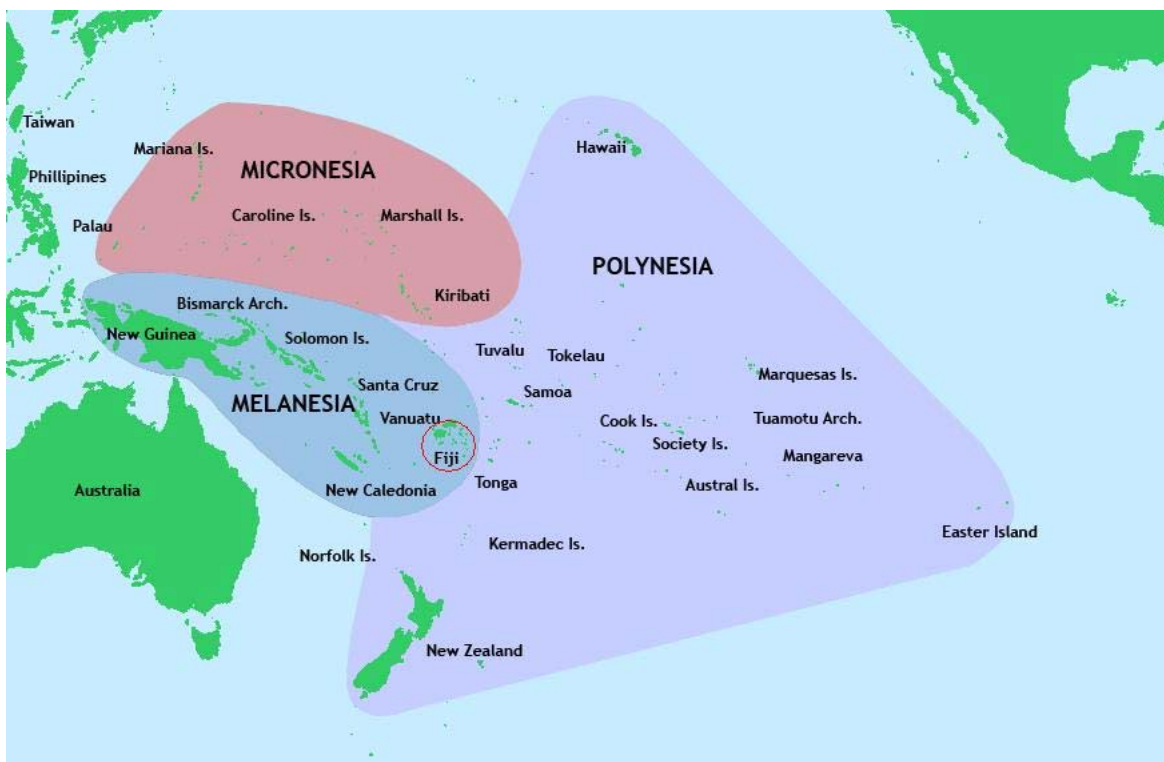 Taiwan
Hawaii
Mariana Is.
MICRONESIA
Phillipines
Caroline Is.
Marshall Is.
Palau
POLYNESIA
Kiribati
Bismarck Arch.
New Guinea
Solomon Is.
Tuvalu
Tokelau
Marquesas Is.
Santa Cruz
Samoa
MELANESIA
Vanuatu
Cook Is.
Tuamotu Arch.
Society Is.
Fiji
Mangareva
Tonga
Austral Is.
Australia
New Caledonia
Easter Island
Kermadec Is.
Norfolk Is.
New Zealand